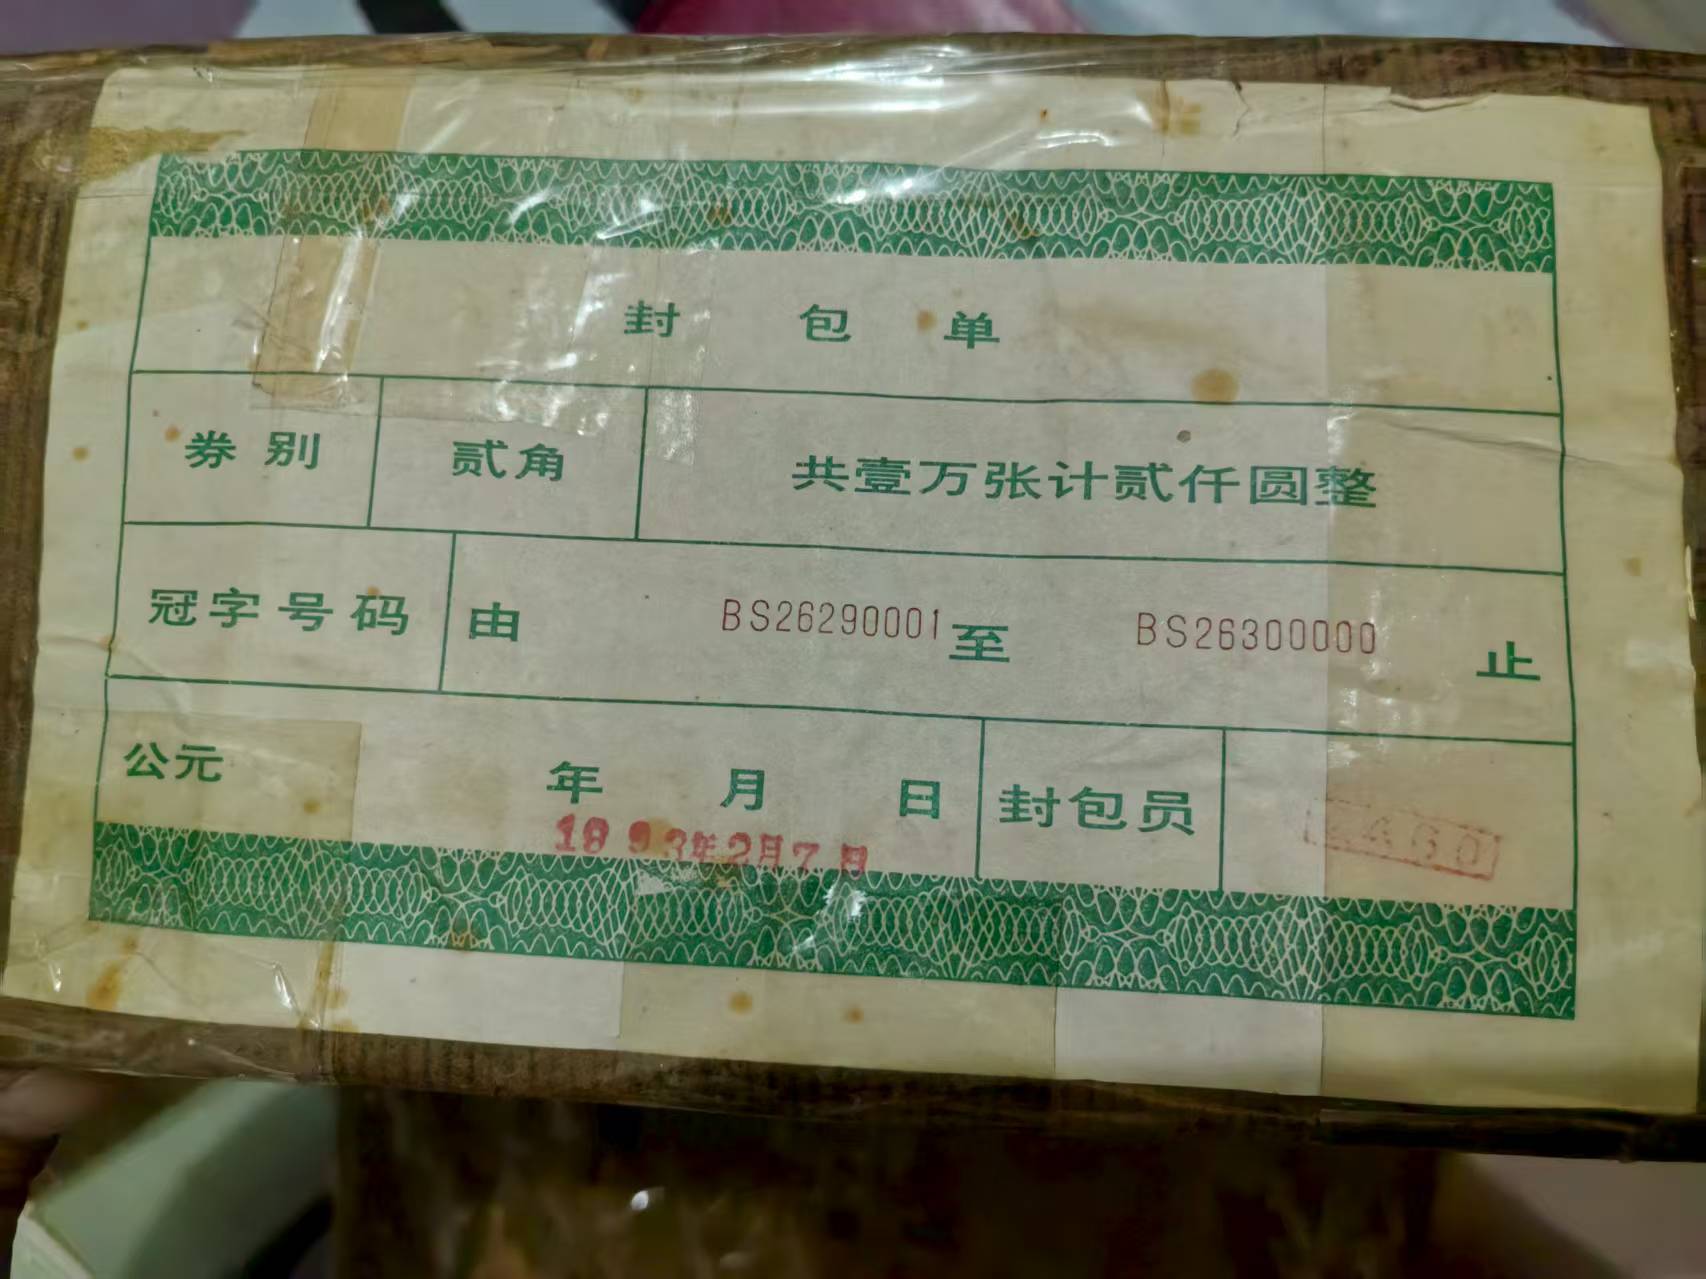 封包单
券别 贰角 共壹万张计贰仟圆整
冠字号码 由 BS26290001 至 BS26300000 止
公元 年 月 日 封包员
1993年2月7日